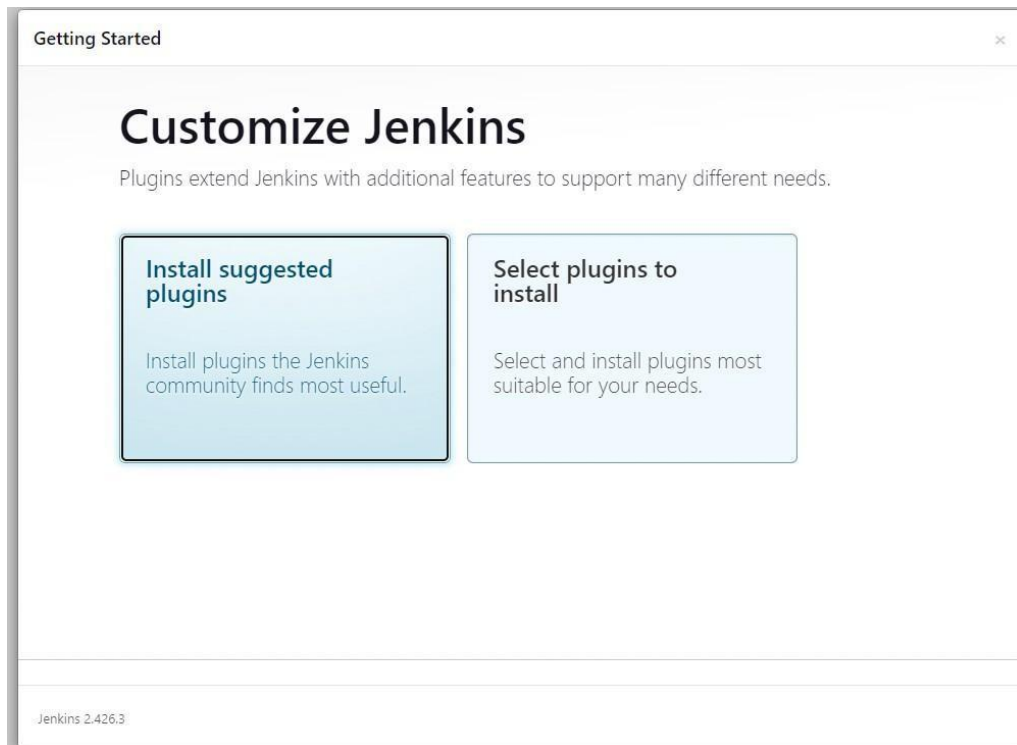 Getting Started
×
Customize Jenkins
Plugins extend Jenkins with additional features to support many different needs.
Install suggested
plugins
Install plugins the Jenkins
community finds most useful.
Select plugins to
install
Select and install plugins most
suitable for your needs.
Jenkins 2.426.3